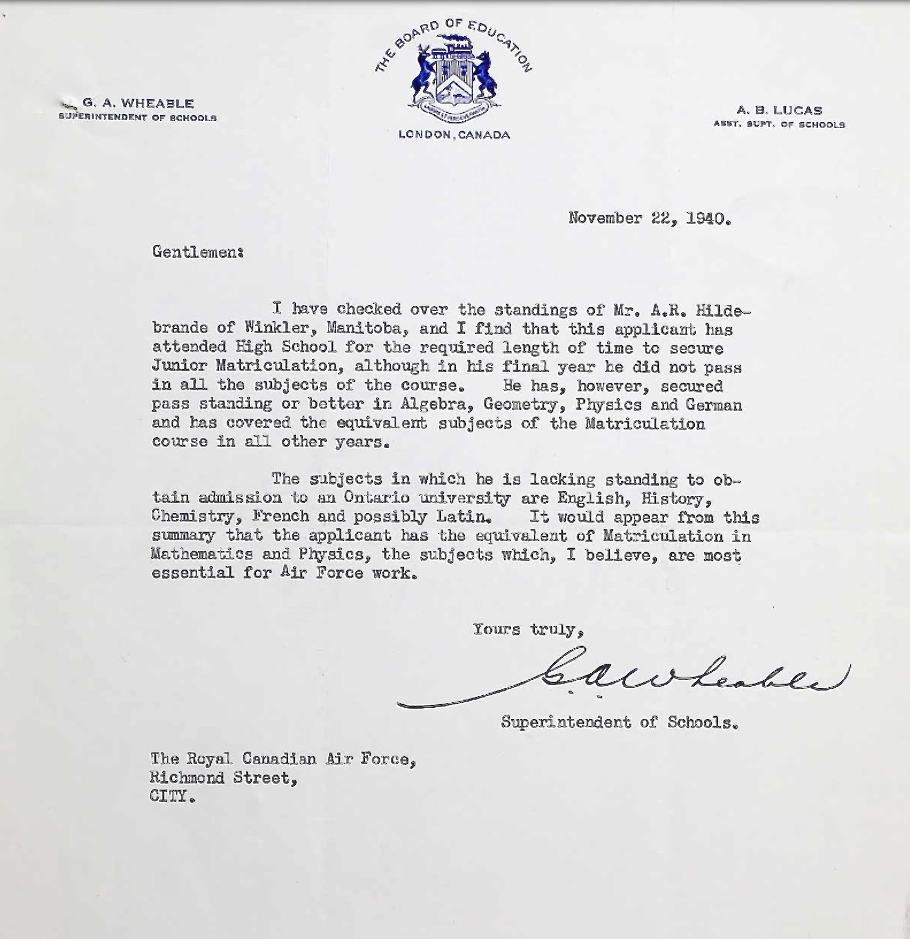 THE BOARD OF EDUCATION
LONDON, CANADA
G. A. WHEABLE
SUPERINTENDENT OF SCHOOLS
A. B. LUCAS
ASST. SUPT. OF SCHOOLS
November 22, 1940.
Gentlemen:
I have checked over the standings of Mr. A.R. Hilde-
brande of Winkler, Manitoba, and I find that this applicant has
attended High School for the required length of time to secure
Junior Matriculation, although in his final year he did not pass
in all the subjects of the course. He has, however, secured
pass standing or better in Algebra, Geometry, Physics and German
and has covered the equivalent subjects of the Matriculation
course in all other years.
The subjects in which he is lacking standing to ob-
tain admission to an Ontario university are English, History,
Chemistry, French and possibly Latin. It would appear from this
summary that the applicant has the equivalent of Matriculation in
Mathematics and Physics, the subjects which, I believe, are most
essential for Air Force work.
Yours truly,
G.A. Wheable
Superintendent of Schools.
The Royal Canadian Air Force,
Richmond Street,
CITY.